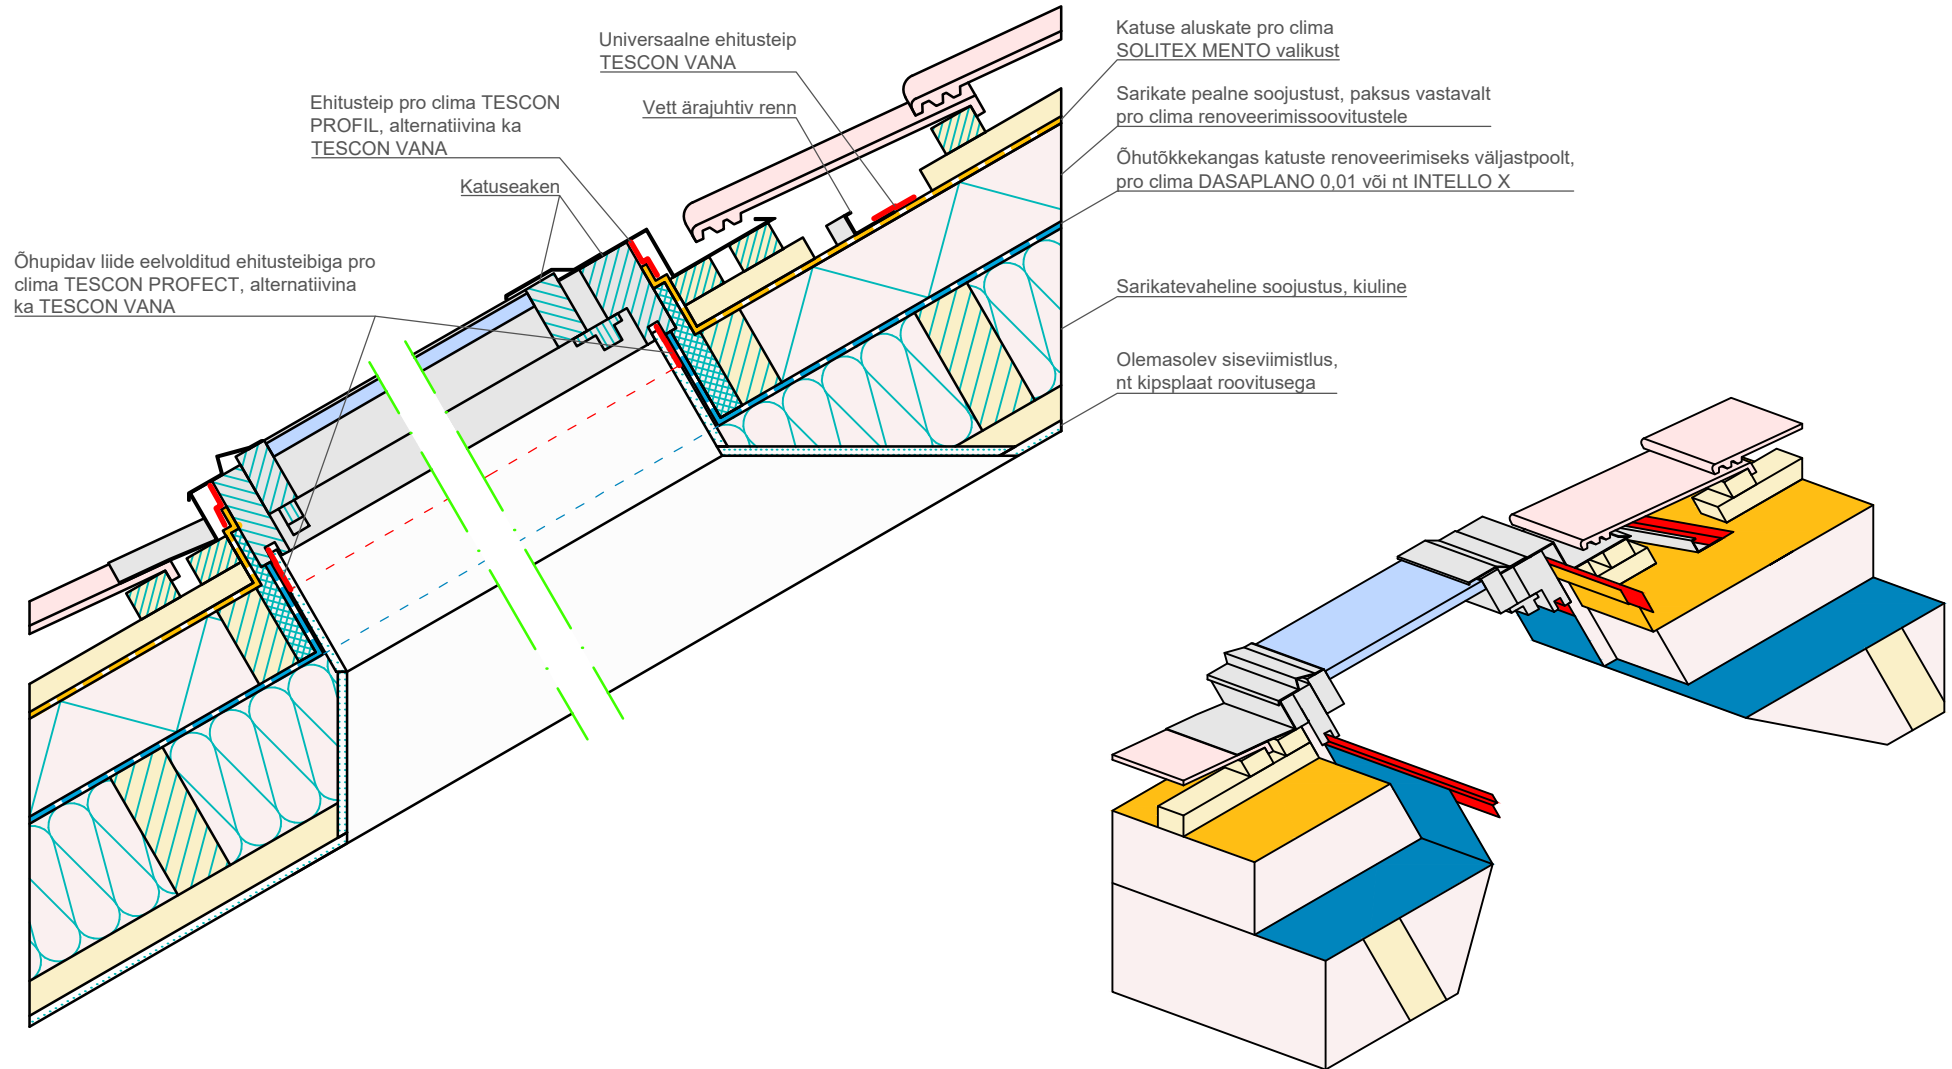 Universaalne ehitusteip
TESCON VANA
Ehitusteip pro clima TESCON
PROFIL, alternatiivina ka
TESCON VANA
Vett ärajuhtiv renn
Katuseaken
Õhupidav liide eelvolditud ehitusteibiga pro
clima TESCON PROFECT, alternatiivina
ka TESCON VANA
Katuse aluskate pro clima
SOLITEX MENTO valikust
Sarikate pealne soojustust, paksus vastavalt
pro clima renoveerimissoovitustele
Õhutõkkekangas katuste renoveerimiseks väljastpoolt,
pro clima DASAPLANO 0,01 või nt INTELLO X
Sarikatevaheline soojustus, kiuline
Olemasolev siseviimistlus,
nt kipsplaat roovitusega